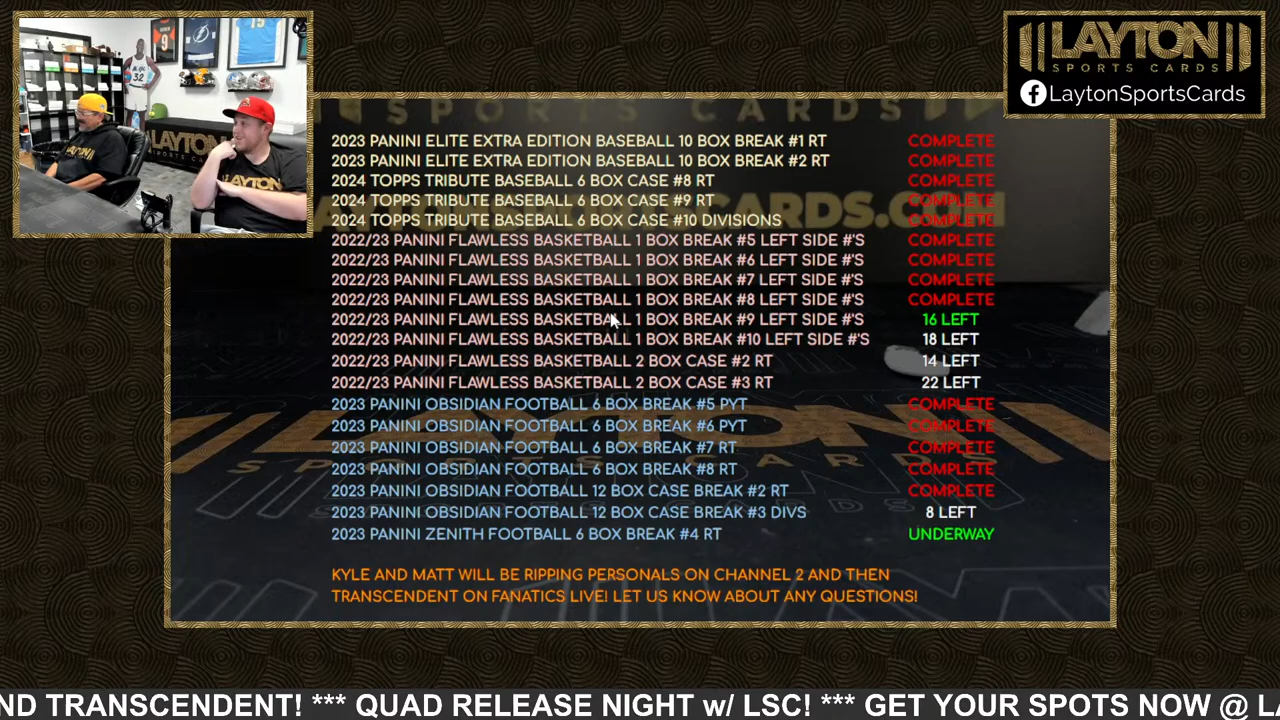 LAYTON
SPORTS CARDS
LaytonSportsCards
SPORTS CARDS
2023 PANINI ELITE EXTRA EDITION BASEBALL 10 BOX BREAK #1 RT COMPLETE
2023 PANINI ELITE EXTRA EDITION BASEBALL 10 BOX BREAK #2 RT COMPLETE
2024 TOPPS TRIBUTE BASEBALL 6 BOX CASE #8 RT COMPLETE
2024 TOPPS TRIBUTE BASEBALL 6 BOX CASE #9 RT COMPLETE
2024 TOPPS TRIBUTE BASEBALL 6 BOX CASE #10 DIVISIONS COMPLETE
2022/23 PANINI FLAWLESS BASKETBALL 1 BOX BREAK #5 LEFT SIDE #'S COMPLETE
2022/23 PANINI FLAWLESS BASKETBALL 1 BOX BREAK #6 LEFT SIDE #'S COMPLETE
2022/23 PANINI FLAWLESS BASKETBALL 1 BOX BREAK #7 LEFT SIDE #'S COMPLETE
2022/23 PANINI FLAWLESS BASKETBALL 1 BOX BREAK #8 LEFT SIDE #'S COMPLETE
2022/23 PANINI FLAWLESS BASKETBALL 1 BOX BREAK #9 LEFT SIDE #'S 16 LEFT
2022/23 PANINI FLAWLESS BASKETBALL 1 BOX BREAK #10 LEFT SIDE #'S 18 LEFT
2022/23 PANINI FLAWLESS BASKETBALL 2 BOX CASE #2 RT 14 LEFT
2022/23 PANINI FLAWLESS BASKETBALL 2 BOX CASE #3 RT 22 LEFT
2023 PANINI OBSIDIAN FOOTBALL 6 BOX BREAK #5 PYT COMPLETE
2023 PANINI OBSIDIAN FOOTBALL 6 BOX BREAK #6 PYT COMPLETE
2023 PANINI OBSIDIAN FOOTBALL 6 BOX BREAK #7 RT COMPLETE
2023 PANINI OBSIDIAN FOOTBALL 6 BOX BREAK #8 RT COMPLETE
2023 PANINI OBSIDIAN FOOTBALL 12 BOX CASE BREAK #2 RT COMPLETE
2023 PANINI OBSIDIAN FOOTBALL 12 BOX CASE BREAK #3 DIVS 8 LEFT
2023 PANINI ZENITH FOOTBALL 6 BOX BREAK #4 RT UNDERWAY
KYLE AND MATT WILL BE RIPPING PERSONALS ON CHANNEL 2 AND THEN
TRANSCENDENT ON FANATICS LIVE! LET US KNOW ABOUT ANY QUESTIONS!
ND TRANSCENDENT! *** QUAD RELEASE NIGHT w/ LSC! *** GET YOUR SPOTS NOW @ LA